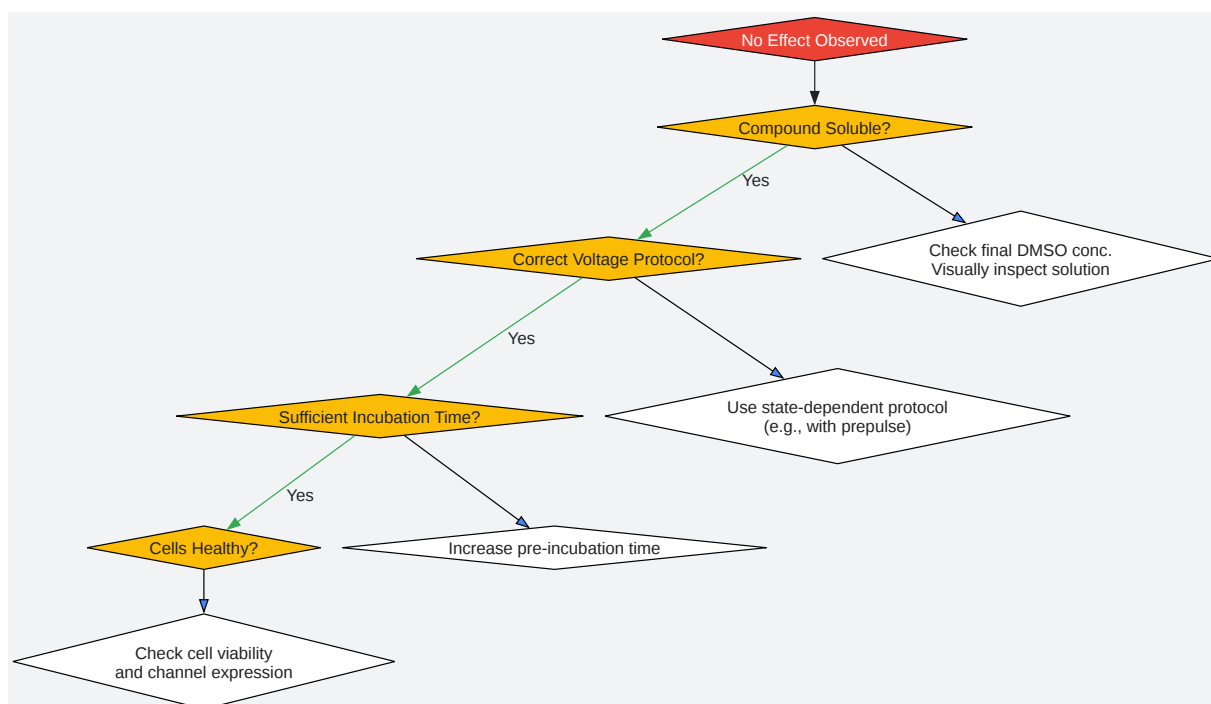 No Effect Observed
Compound Soluble?
Yes
Check final DMSO conc.
Visually inspect solution
Correct Voltage Protocol?
Yes
Use state-dependent protocol
(e.g., with prepulse)
Sufficient Incubation Time?
Yes
Increase pre-incubation time
Cells Healthy?
Check cell viability
and channel expression